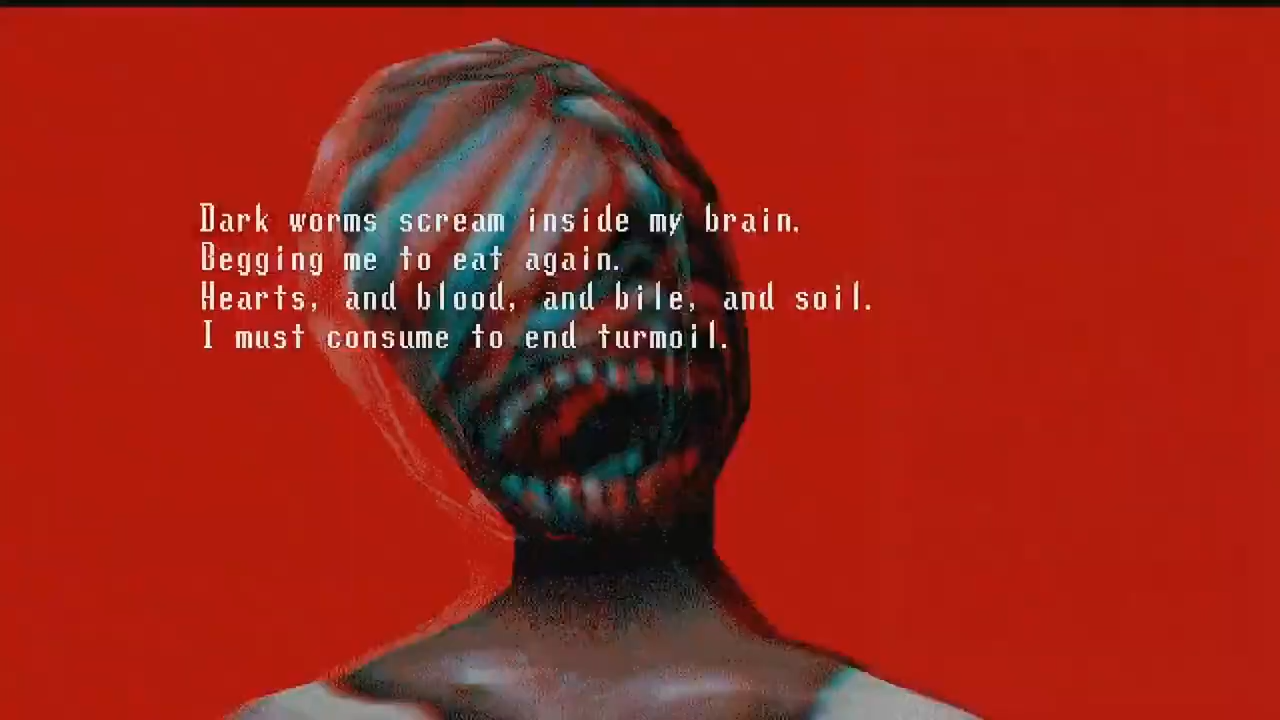 Dark worms scream inside my brain.
Begging me to eat again.
Hearts, and blood, and bile, and soil.
I must consume to end turmoil.